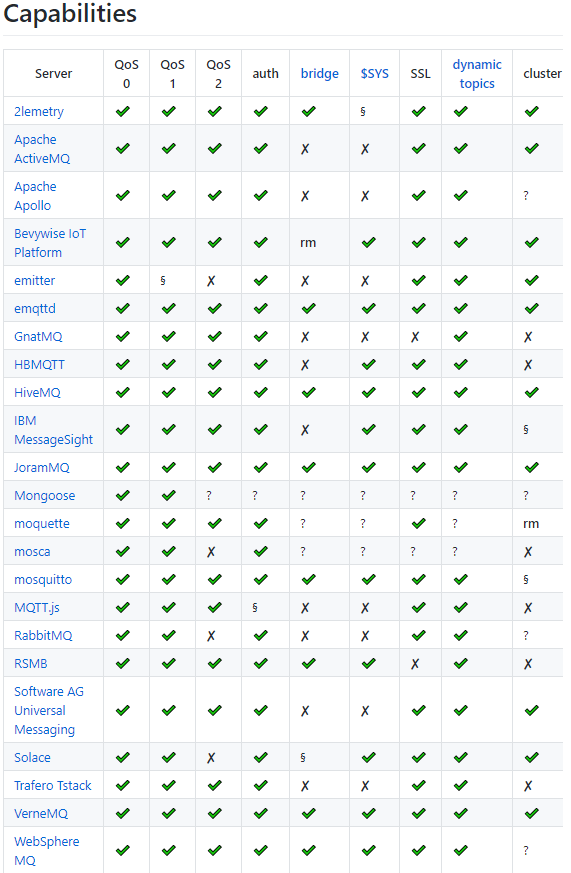 Capabilities
Server QoS 0 QoS 1 QoS 2 auth bridge $SYS SSL dynamic topics cluster
2lemetry ✔ ✔ ✔ ✔ ✔ § ✔ ✔ ✔
Apache ActiveMQ ✔ ✔ ✔ ✔ ✗ ✗ ✔ ✔ ✔
Apache Apollo ✔ ✔ ✔ ✔ ✗ ✗ ✔ ✔ ?
Bevywise IoT Platform ✔ ✔ ✔ ✔ rm ✔ ✔ ✔ ✔
emitter ✔ § ✗ ✔ ✗ ✗ ✔ ✔ ✔
emqttd ✔ ✔ ✔ ✔ ✔ ✔ ✔ ✔ ✔
GnatMQ ✔ ✔ ✔ ✔ ✗ ✗ ✗ ✔ ✗
HBMQTT ✔ ✔ ✔ ✔ ✗ ✔ ✔ ✔ ✗
HiveMQ ✔ ✔ ✔ ✔ ✔ ✔ ✔ ✔ ✔
IBM MessageSight ✔ ✔ ✔ ✔ ✗ ✔ ✔ ✔ §
JoramMQ ✔ ✔ ✔ ✔ ✔ ✔ ✔ ✔ ✔
Mongoose ✔ ✔ ? ? ? ? ? ? ?
moquette ✔ ✔ ✔ ✔ ? ? ✔ ? rm
mosca ✔ ✔ ✗ ✔ ? ? ? ? ✗
mosquitto ✔ ✔ ✔ ✔ ✔ ✔ ✔ ✔ §
MQTT.js ✔ ✔ ✔ § ✗ ✗ ✔ ✔ ✗
RabbitMQ ✔ ✔ ✗ ✔ ✗ ✗ ✔ ✔ ?
RSMB ✔ ✔ ✔ ✔ ✔ ✔ ✗ ✔ ✗
Software AG Universal Messaging ✔ ✔ ✔ ✔ ✗ ✗ ✔ ✔ ✔
Solace ✔ ✔ ✗ ✔ § ✔ ✔ ✔ ✔
Trafero Tstack ✔ ✔ ✔ ✔ ✗ ✗ ✔ ✔ ✗
VerneMQ ✔ ✔ ✔ ✔ ✔ ✔ ✔ ✔ ✔
WebSphere MQ ✔ ✔ ✔ ✔ ✔ ✔ ✔ ✔ ?